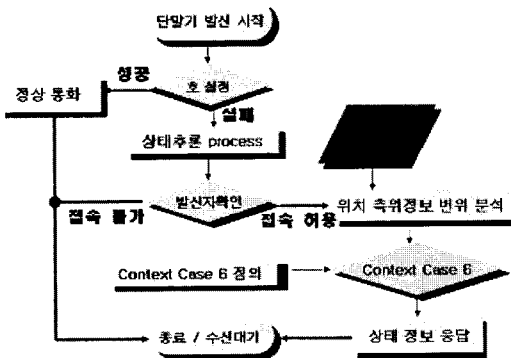 단말기 발신 시작
성공
호 설정
정상 통화
실패
상태추론 process
발신자확인
접속 불가
접속 허용
위치 측위정보 변위 분석
Context Case 6 정의
Context Case 6
종료 / 수신대기
상태 정보 응답